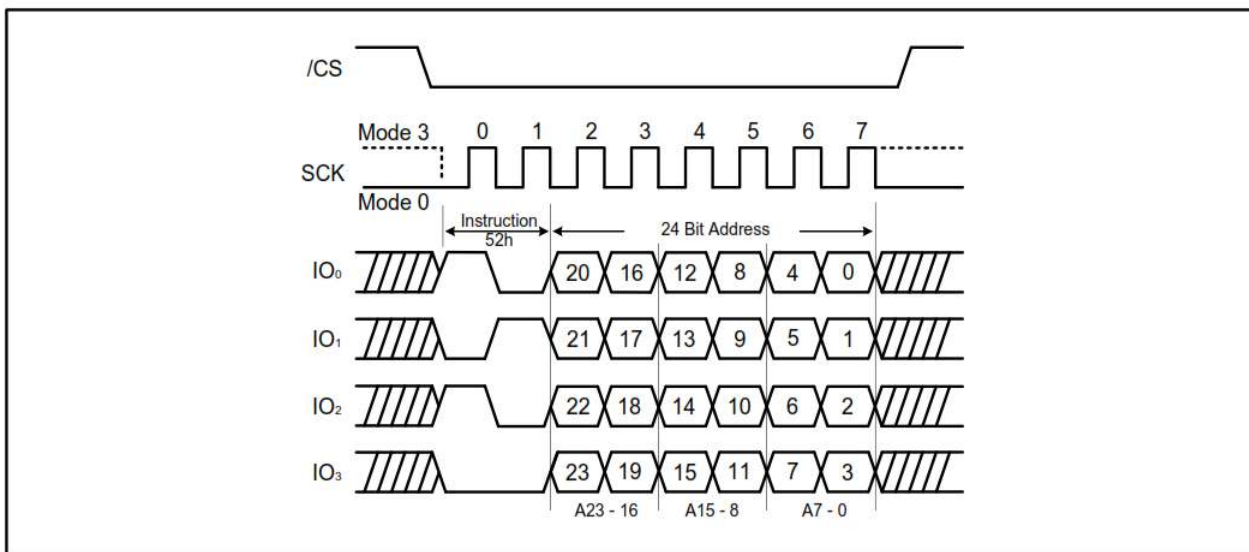 /CS
Mode 3 0 1 2 3 4 5 6 7
SCK
Mode 0
Instruction
52h
24 Bit Address
IO₀ 20 16 12 8 4 0
IO₁ 21 17 13 9 5 1
IO₂ 22 18 14 10 6 2
IO₃ 23 19 15 11 7 3
A23 - 16 A15 - 8 A7 - 0